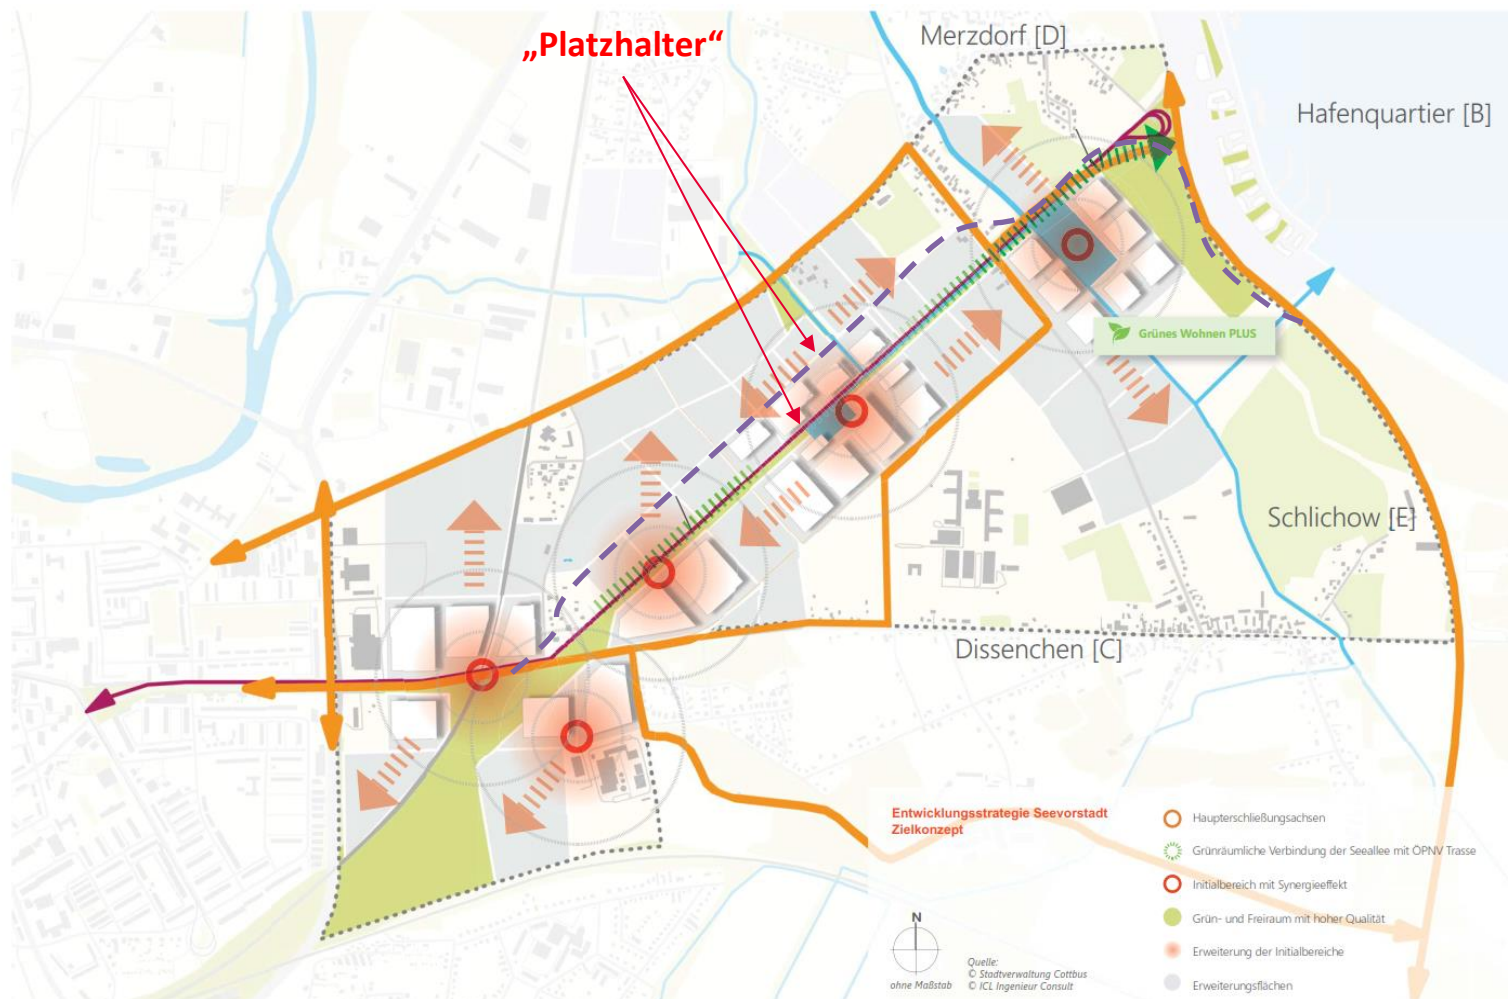 „Platzhalter“
Merzdorf [D]
Hafenquartier [B]
Grünes Wohnen PLUS
Schlichow [E]
Dissenchen [C]
Entwicklungsstrategie Seevorstadt
Zielkonzept
Haupterschließungsachsen
Grünräumliche Verbindung der Seeallee mit ÖPNV Trasse
Initialbereich mit Synergieeffekt
Grün- und Freiraum mit hoher Qualität
Erweiterung der Initialbereiche
Erweiterungsflächen
N
ohne Maßstab
Quelle:
© Stadtverwaltung Cottbus
© ICL Ingenieur Consult